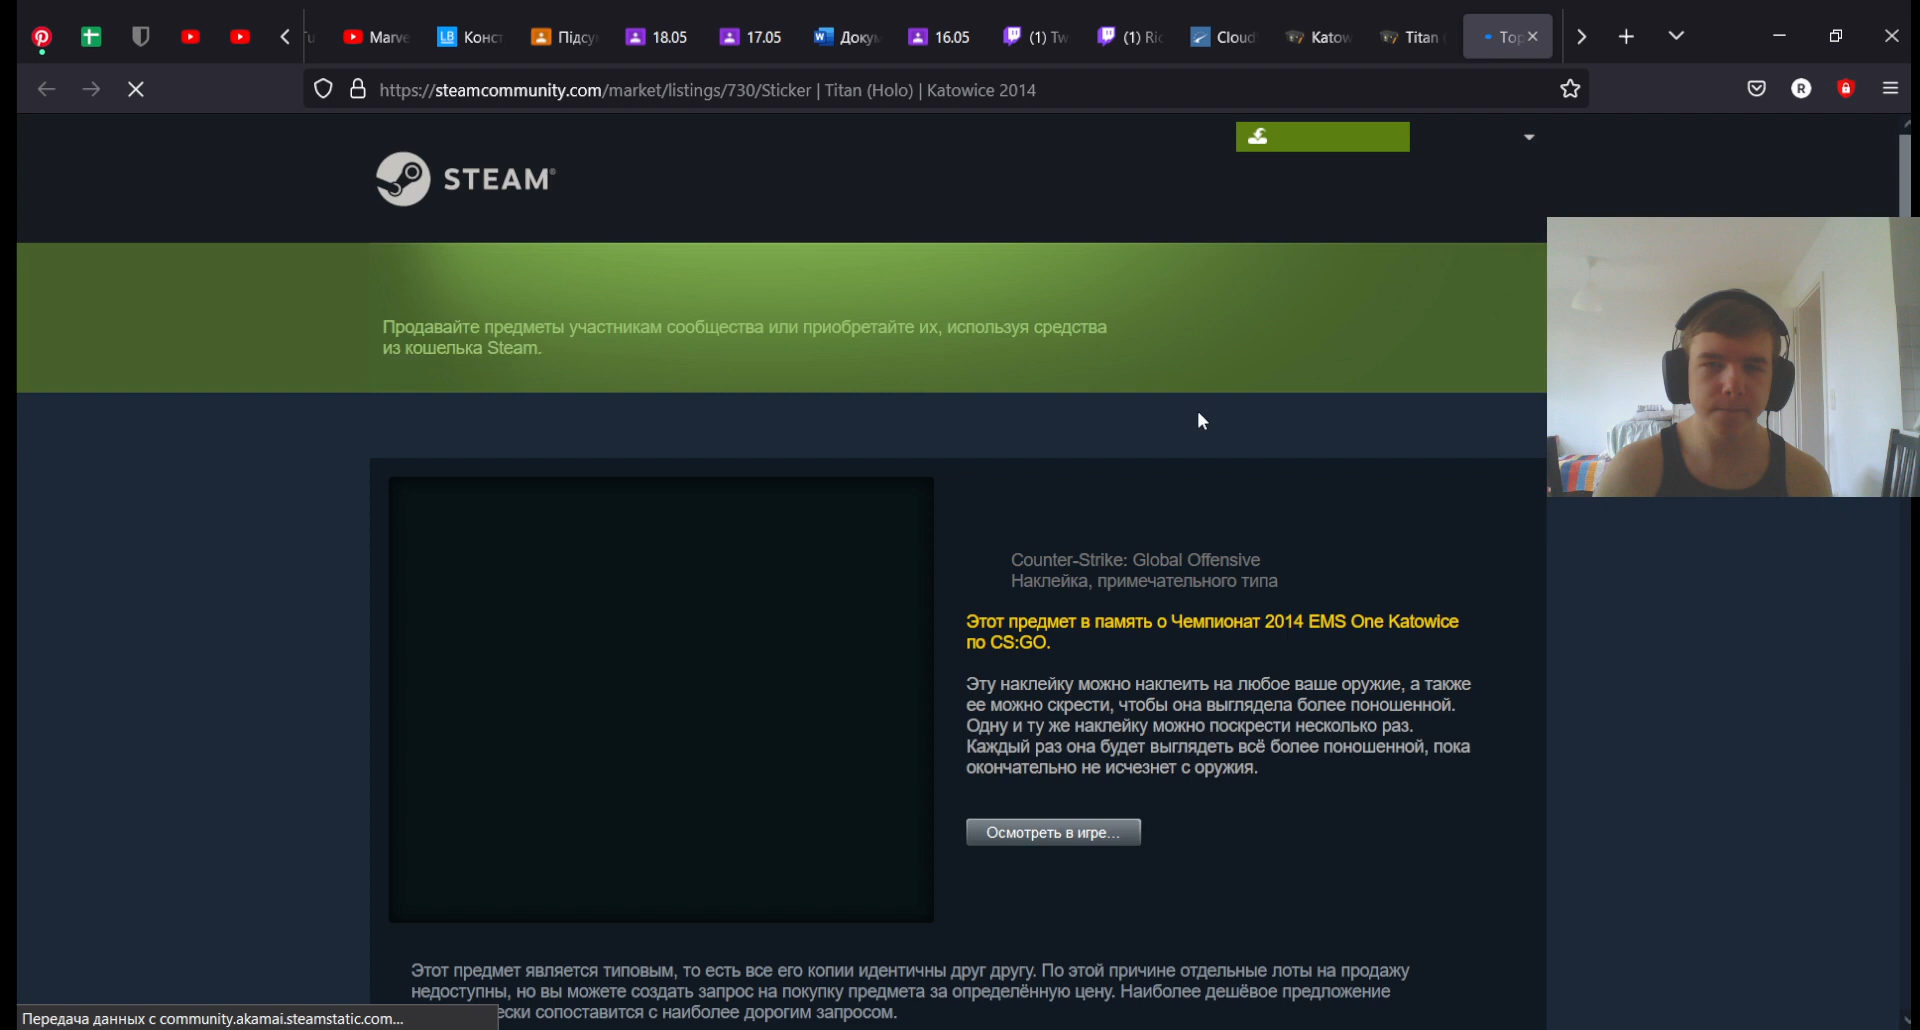 Marve
LB Конст
Підсу
18.05
17.05
Докум
16.05
(1) Tw
(1) Ric
Cloud
Katow
Titan
Тор
https://steamcommunity.com/market/listings/730/Sticker | Titan (Holo) | Katowice 2014
R
STEAM®
Продавайте предметы участникам сообщества или приобретайте их, используя средства
из кошелька Steam.
Counter-Strike: Global Offensive
Наклейка, примечательного типа
Этот предмет в память о Чемпионат 2014 EMS One Katowice
по CS:GO.
Эту наклейку можно наклеить на любое ваше оружие, а также
ее можно скрести, чтобы она выглядела более поношенной.
Одну и ту же наклейку можно поскрести несколько раз.
Каждый раз она будет выглядеть всё более поношенной, пока
окончательно не исчезнет с оружия.
Осмотреть в игре...
Этот предмет является типовым, то есть все его копии идентичны друг другу. По этой причине отдельные лоты на продажу
недоступны, но вы можете создать запрос на покупку предмета за определённую цену. Наиболее дешёвое предложение
ески сопоставится с наиболее дорогим запросом.
Передача данных с community.akamai.steamstatic.com...